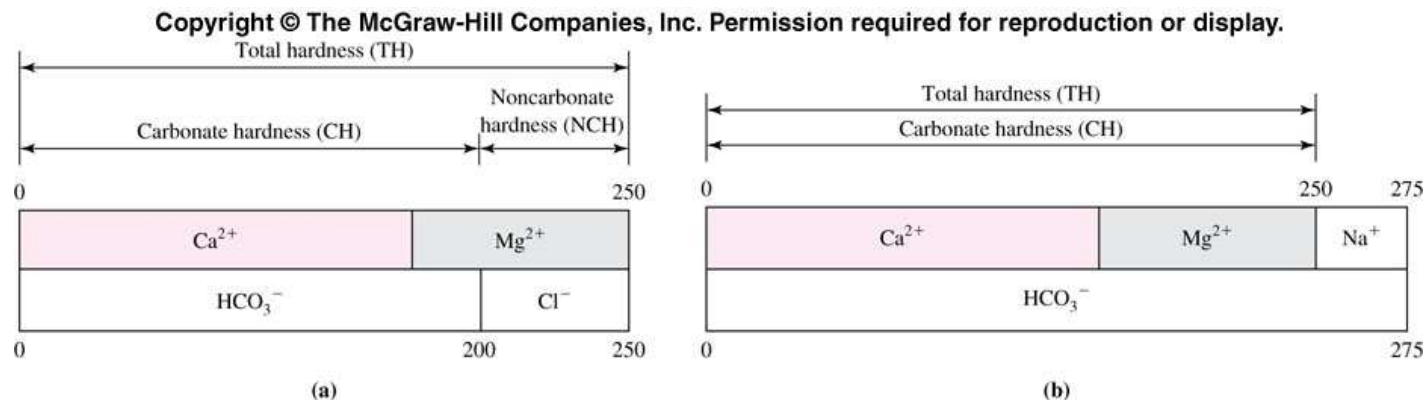 Copyright © The McGraw-Hill Companies, Inc. Permission required for reproduction or display.
Total hardness (TH)
Noncarbonate
hardness (NCH)
Carbonate hardness (CH)
0 250
Ca²⁺ Mg²⁺
HCO₃⁻ Cl⁻
0 200 250
(a)
Total hardness (TH)
Carbonate hardness (CH)
0 250 275
Ca²⁺ Mg²⁺ Na⁺
HCO₃⁻
0 275
(b)